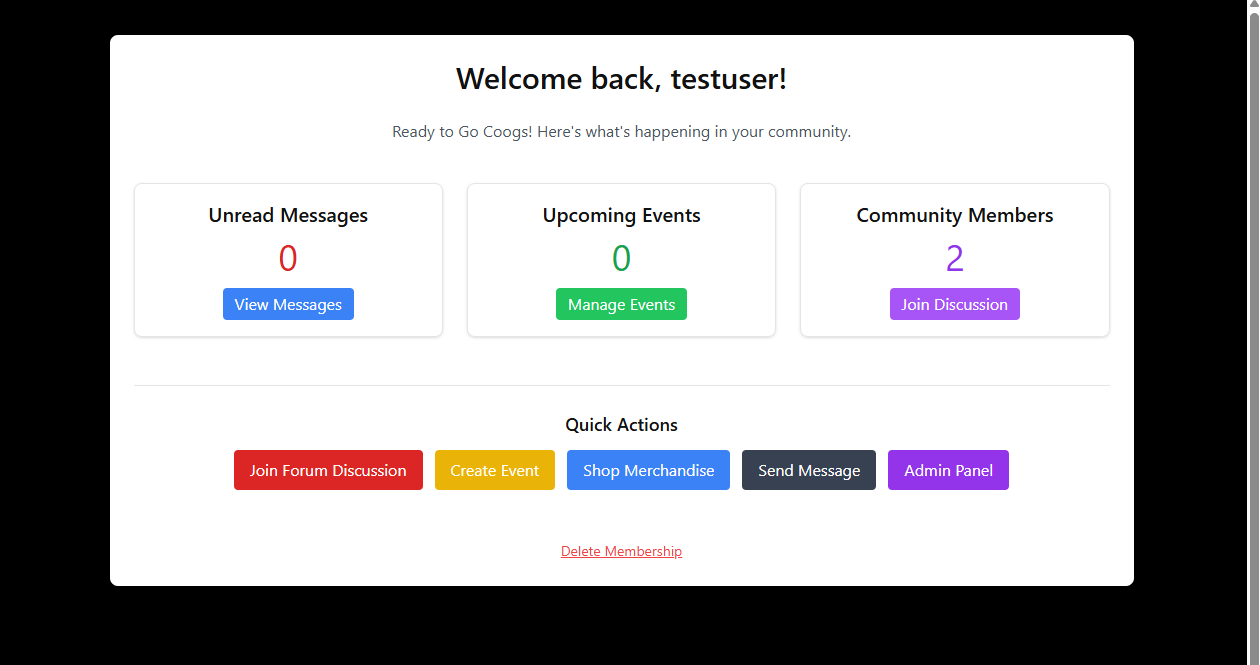 Welcome back, testuser!
Ready to Go Coogs! Here's what's happening in your community.
Unread Messages
0
View Messages
Upcoming Events
0
Manage Events
Community Members
2
Join Discussion
Quick Actions
Join Forum Discussion
Create Event
Shop Merchandise
Send Message
Admin Panel
Delete Membership